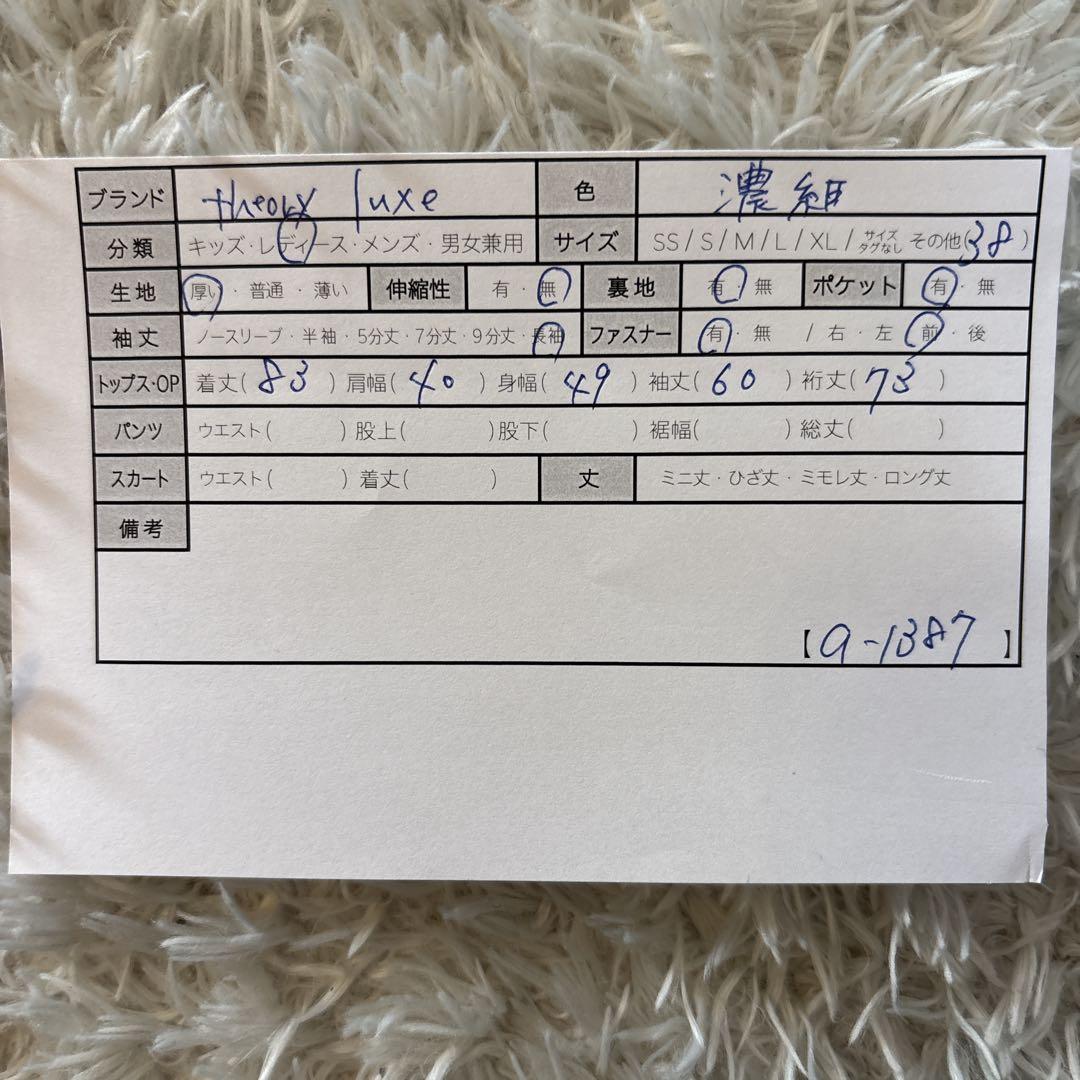 ブランド theory luxe 色 濃紺
分類 キッズ・レディース・メンズ・男女兼用 サイズ SS/S/M/L/XL/サイズタグなし その他(38)
生地 厚い・普通・薄い 伸縮性 有・無 裏地 有・無 ポケット 有・無
袖丈 ノースリーブ・半袖・5分丈・7分丈・9分丈・長袖 ファスナー 有・無 / 右・左・前・後
トップス・OP 着丈(83) 肩幅(40) 身幅(49) 袖丈(60) 裄丈(73)
パンツ ウエスト( ) 股上( ) 股下( ) 裾幅( ) 総丈( )
スカート ウエスト( ) 着丈( ) 丈 ミニ丈・ひざ丈・ミモレ丈・ロング丈
備考
【a-1387】